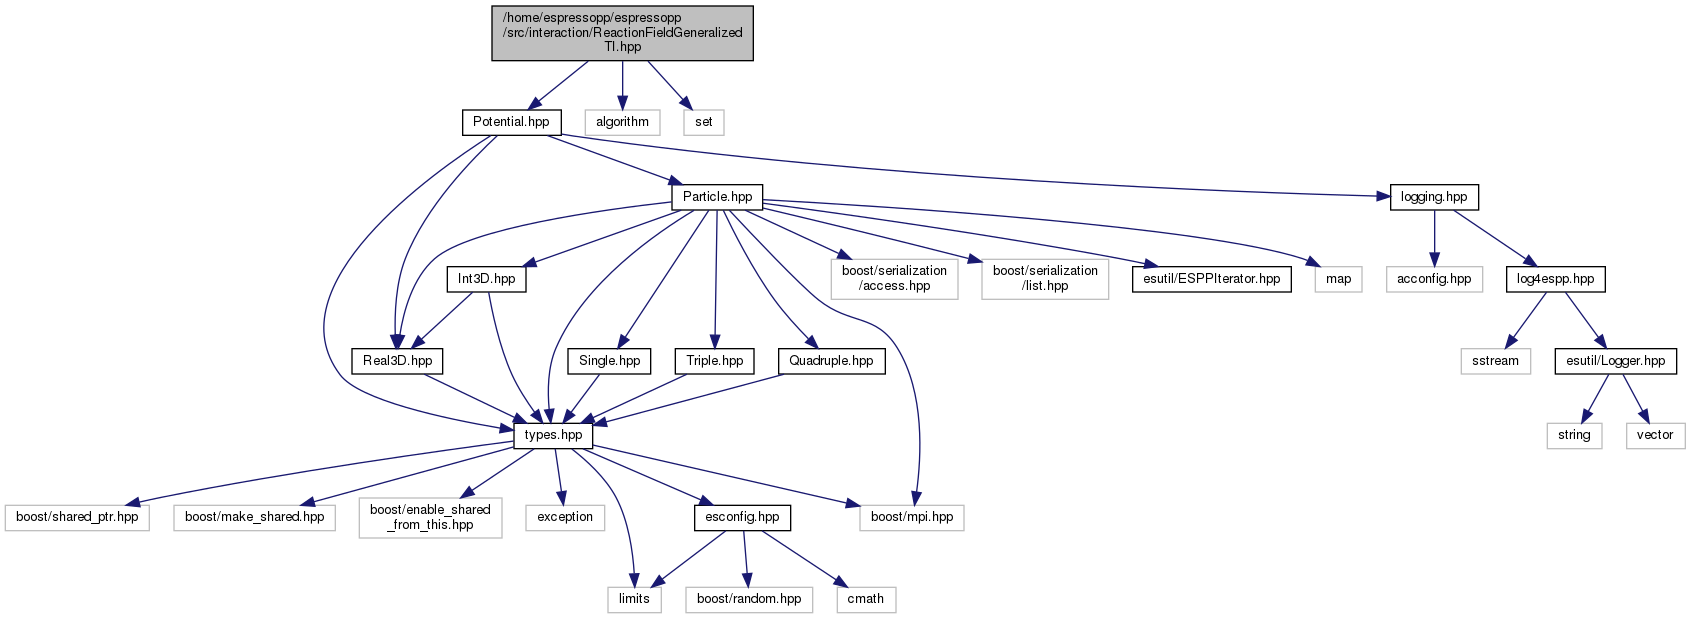 /home/espressopp/espressopp
/src/interaction/ReactionFieldGeneralized
TI.hpp
Potential.hpp
algorithm
set
Particle.hpp
logging.hpp
Int3D.hpp
boost/serialization
/access.hpp
boost/serialization
/list.hpp
esutil/ESPPIterator.hpp
map
acconfig.hpp
log4espp.hpp
Real3D.hpp
Single.hpp
Triple.hpp
Quadruple.hpp
sstream
esutil/Logger.hpp
types.hpp
string
vector
boost/shared_ptr.hpp
boost/make_shared.hpp
boost/enable_shared
_from_this.hpp
exception
esconfig.hpp
boost/mpi.hpp
limits
boost/random.hpp
cmath